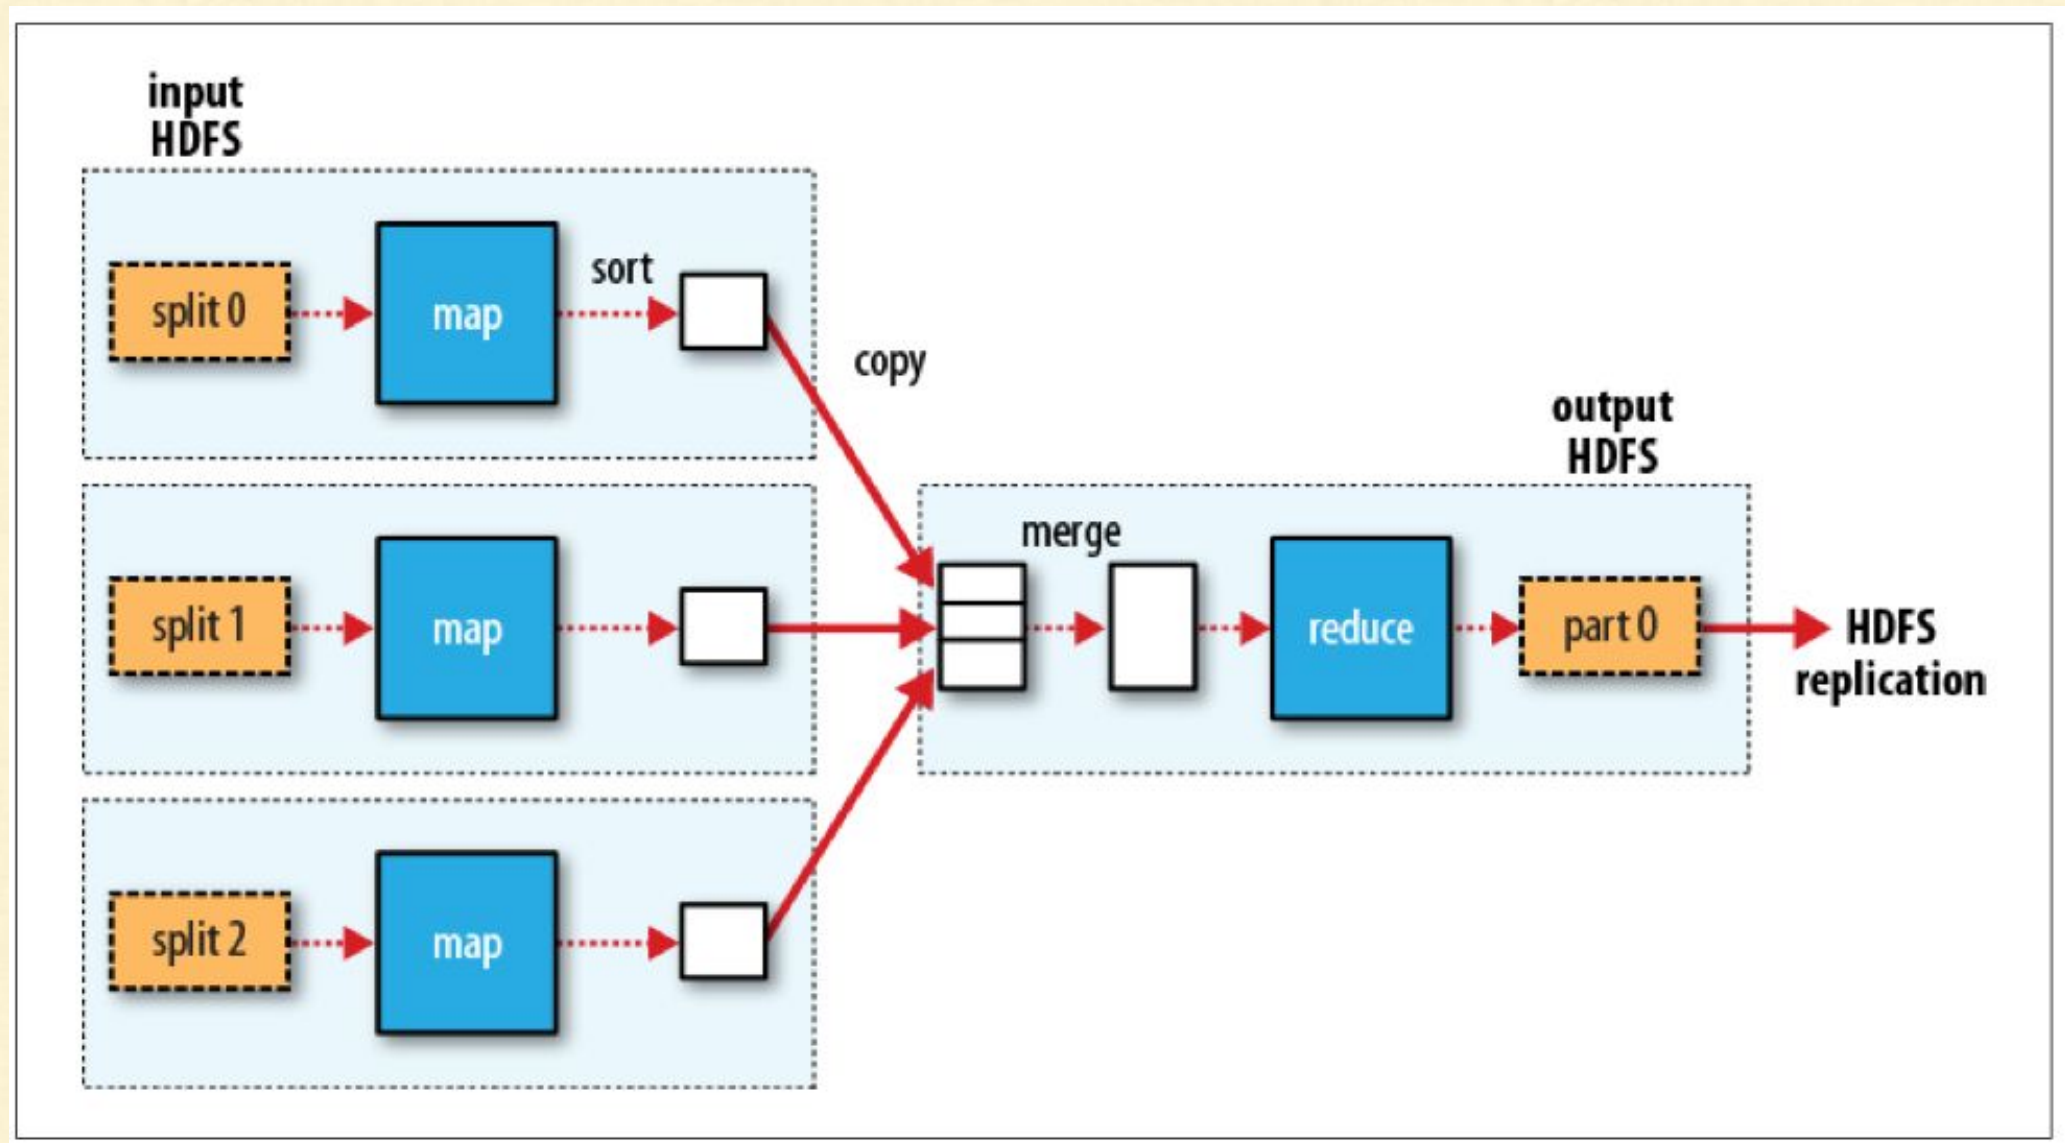 input
HDFS
split 0
map
sort
copy
split 1
map
split 2
map
merge
reduce
output
HDFS
part 0
HDFS
replication